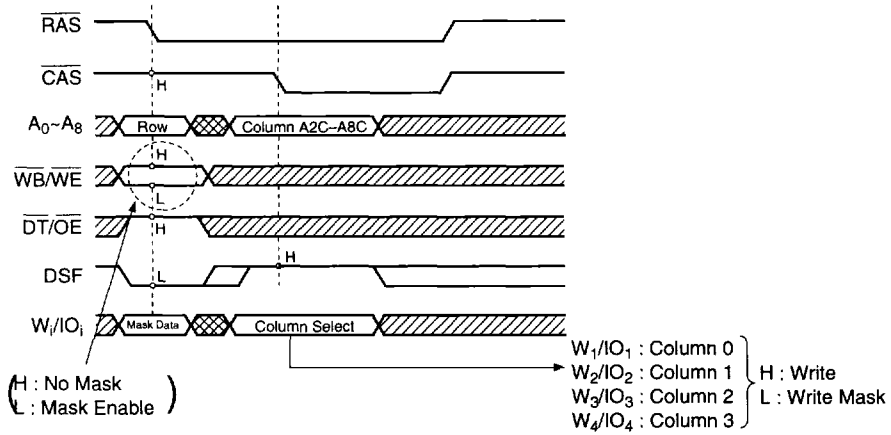 RAS
CAS
H
A0~A8 Row Column A2C~A8C
H
WB/WE
L
DT/OE
H
DSF L H
Wi/IOi Mask Data Column Select
(H : No Mask
L : Mask Enable)
W1/IO1 : Column 0
W2/IO2 : Column 1
W3/IO3 : Column 2
W4/IO4 : Column 3
H : Write
L : Write Mask